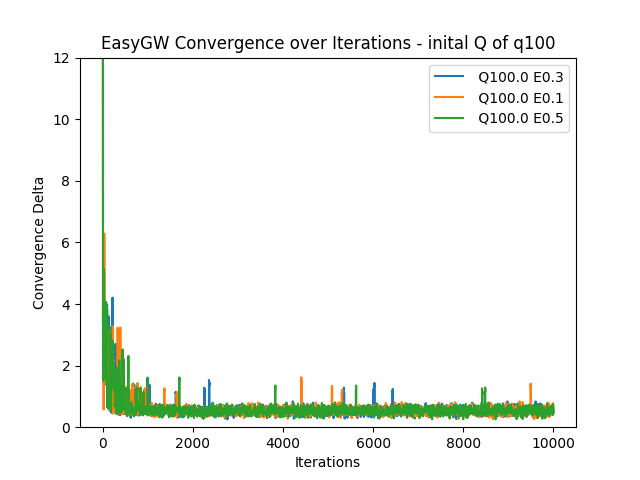 EasyGW Convergence over Iterations - inital Q of q100
Q100.0 E0.3
Q100.0 E0.1
Q100.0 E0.5
Convergence Delta
12
10
8
6
4
2
0
0 2000 4000 6000 8000 10000
Iterations